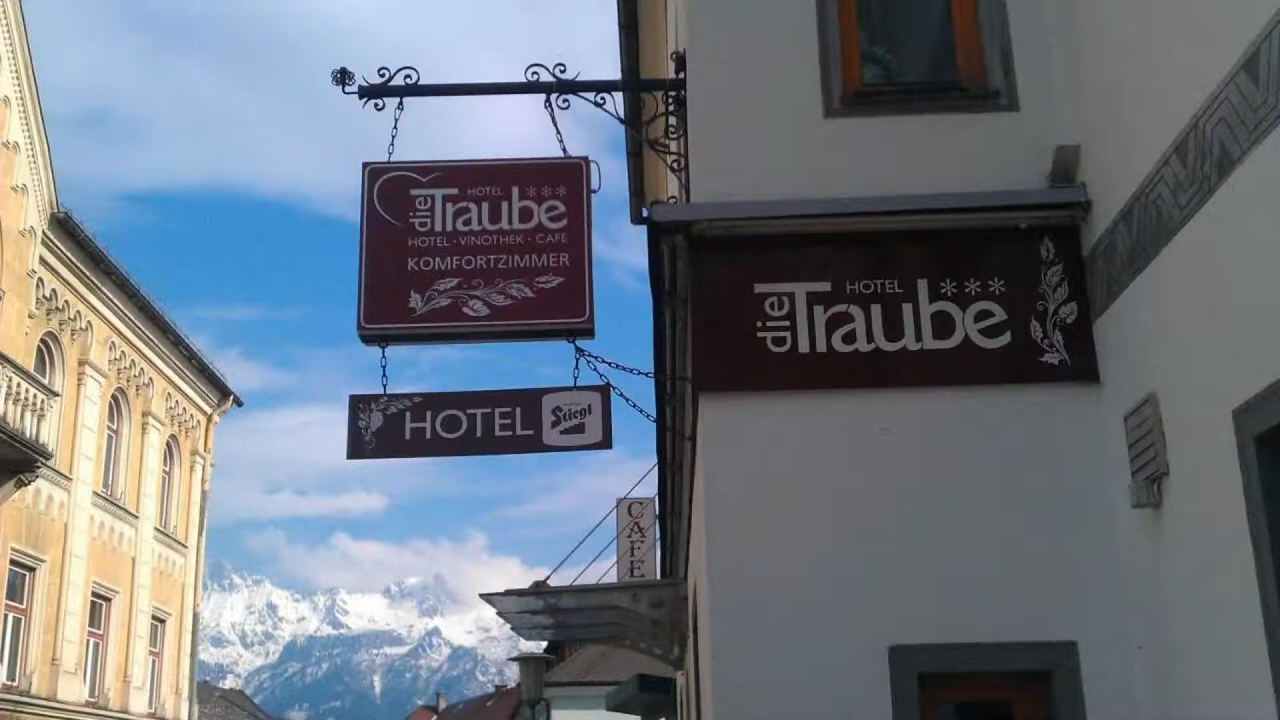 HOTEL ***
die Traube
HOTEL · VINOTHEK · CAFE
KOMFORTZIMMER
HOTEL Stiegl
HOTEL ***
die Traube
CAFE